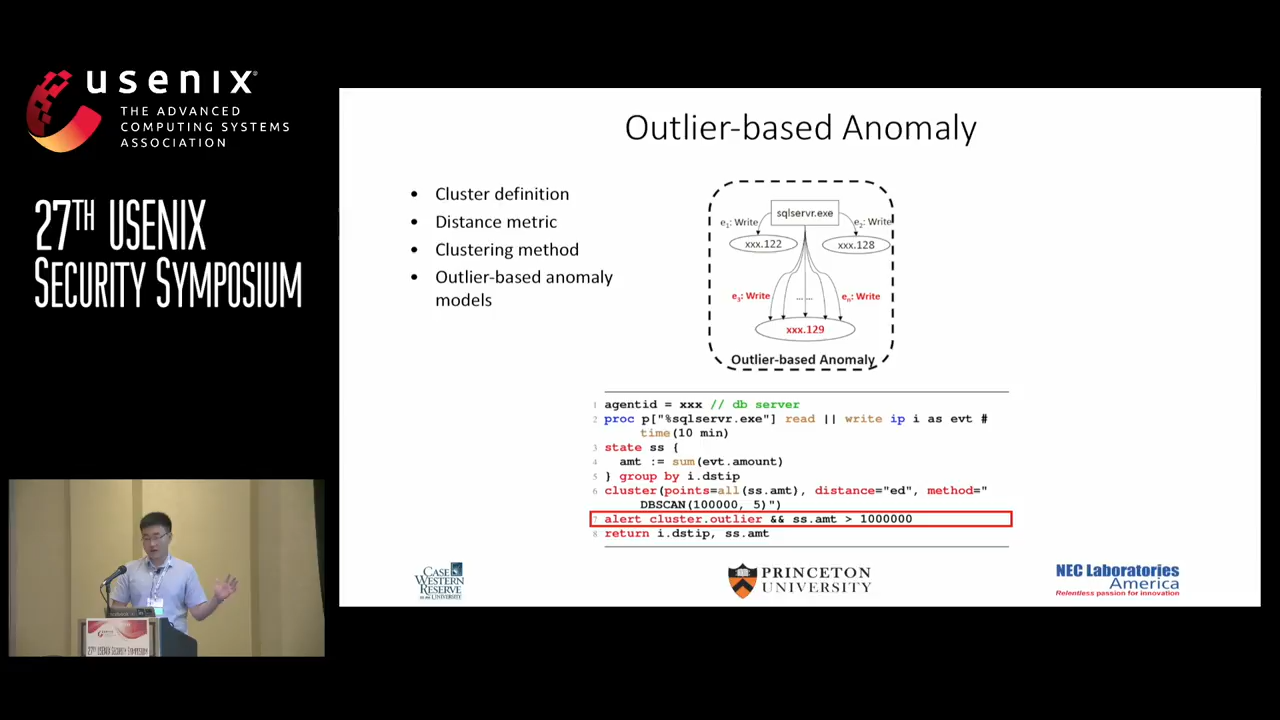 usenix®
THE ADVANCED
COMPUTING SYSTEMS
ASSOCIATION
27TH USENIX
SECURITY SYMPOSIUM
Outlier-based Anomaly
• Cluster definition
• Distance metric
• Clustering method
• Outlier-based anomaly
models
sqlservr.exe
e1: Write
e2: Write
xxx.122
xxx.128
e3: Write
... ...
en: Write
xxx.129
Outlier-based Anomaly
1 agentid = xxx // db server
2 proc p["%sqlservr.exe"] read || write ip i as evt #
time(10 min)
3 state ss {
4 amt := sum(evt.amount)
5 } group by i.dstip
6 cluster(points=all(ss.amt), distance="ed", method="
DBSCAN(100000, 5)")
7 alert cluster.outlier && ss.amt > 1000000
8 return i.dstip, ss.amt
CASE
WESTERN
RESERVE
UNIVERSITY
PRINCETON
UNIVERSITY
NEC Laboratories
America
Relentless passion for innovation
27TH USENIX SECURITY SYMPOSIUM